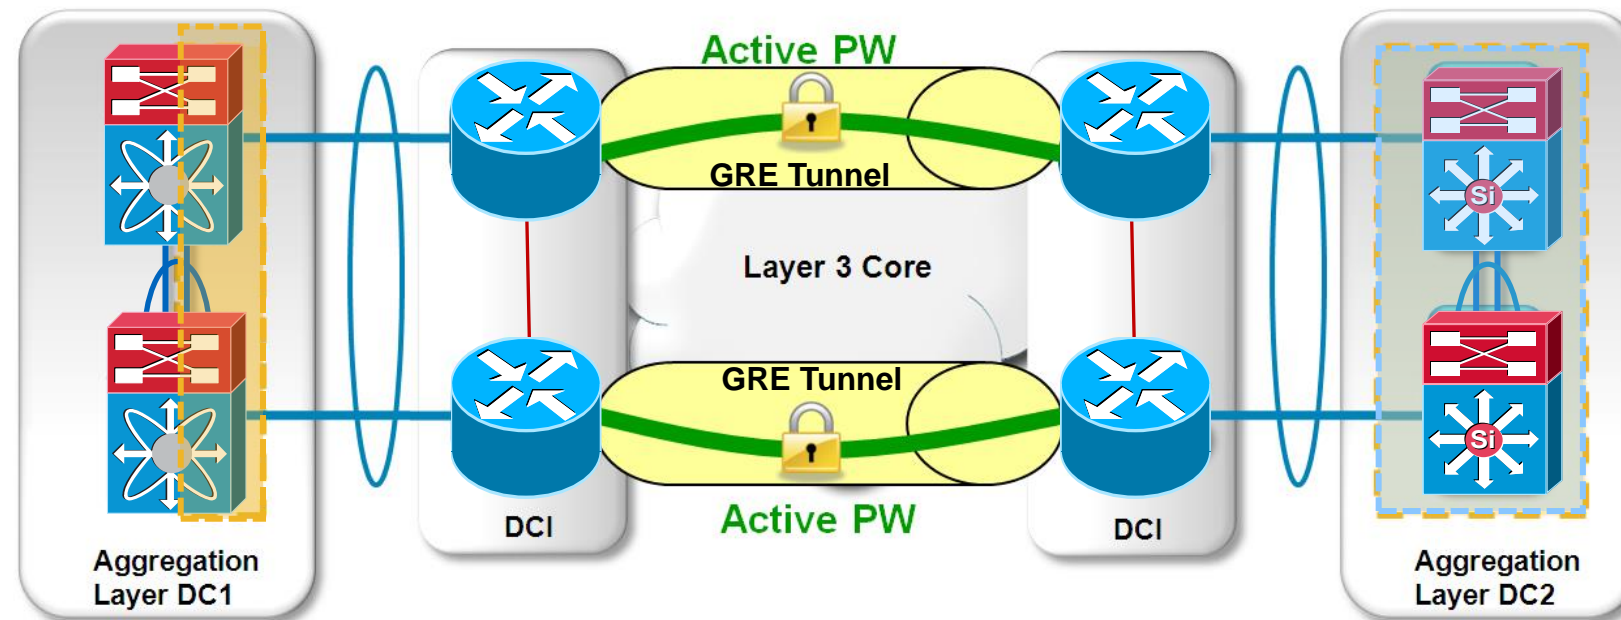 Active PW
GRE Tunnel
Si
Layer 3 Core
GRE Tunnel
Si
Active PW
DCI
DCI
Aggregation
Layer DC1
Aggregation
Layer DC2